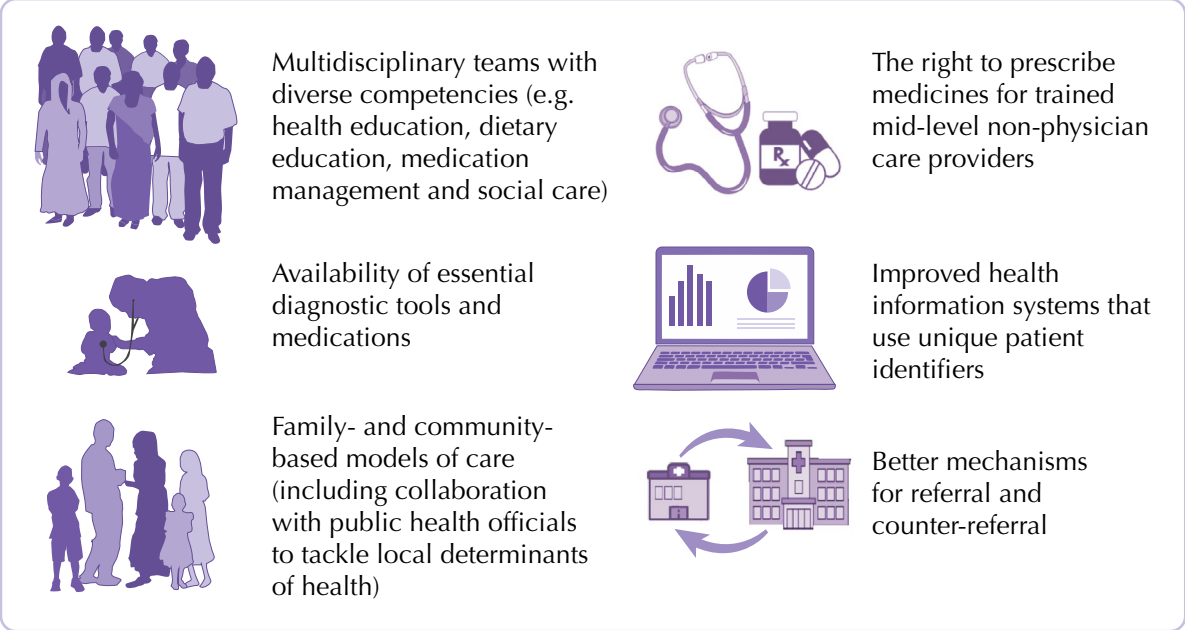 Multidisciplinary teams with
diverse competencies (e.g.
health education, dietary
education, medication
management and social care)
Availability of essential
diagnostic tools and
medications
Family- and community-
based models of care
(including collaboration
with public health officials
to tackle local determinants
of health)
The right to prescribe
medicines for trained
mid-level non-physician
care providers
Rx
Improved health
information systems that
use unique patient
identifiers
Better mechanisms
for referral and
counter-referral